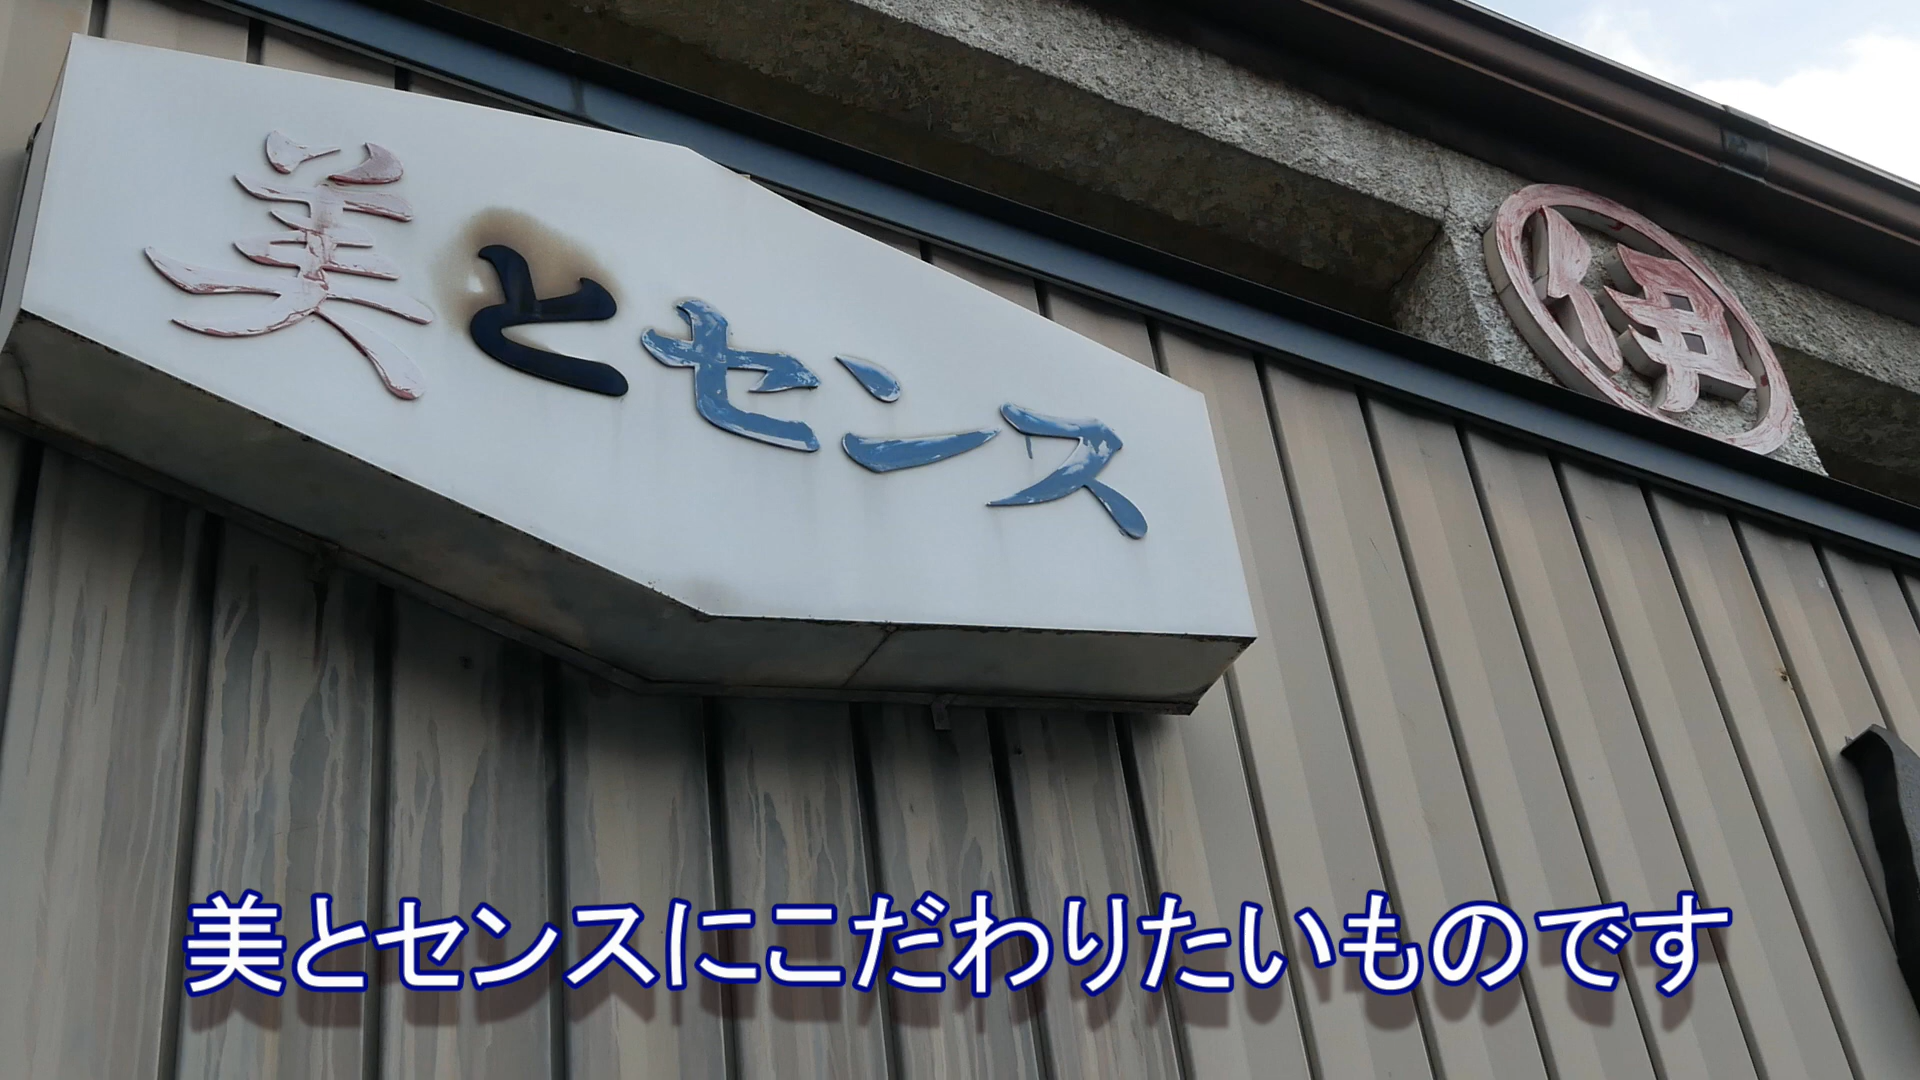 美とセンス
伊
美とセンスにこだわりたいものです